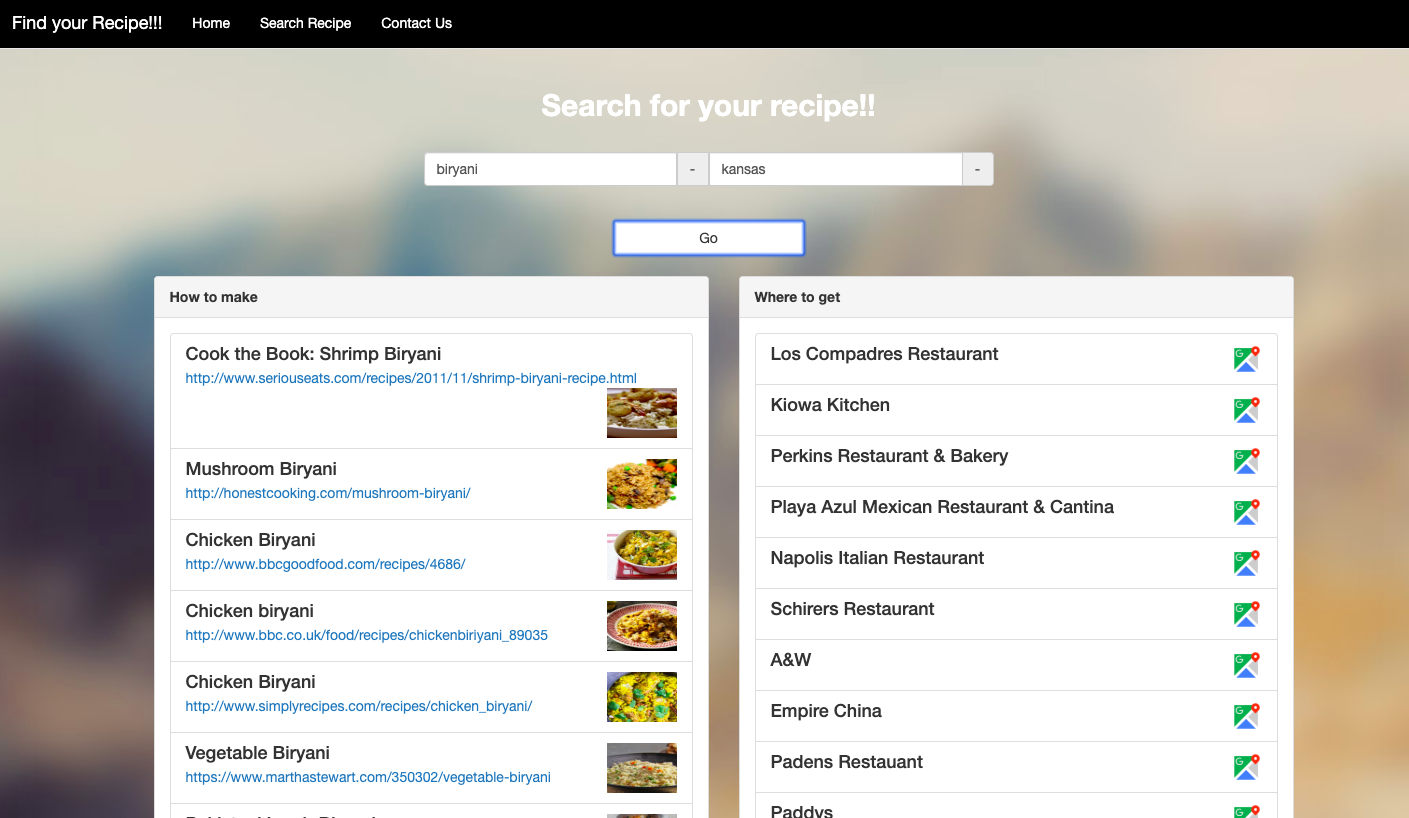 Find your Recipe!!! Home Search Recipe Contact Us
Search for your recipe!!
biryani - kansas -
Go
How to make
Cook the Book: Shrimp Biryani
http://www.seriouseats.com/recipes/2011/11/shrimp-biryani-recipe.html
Mushroom Biryani
http://honestcooking.com/mushroom-biryani/
Chicken Biryani
http://www.bbcgoodfood.com/recipes/4686/
Chicken biryani
http://www.bbc.co.uk/food/recipes/chickenbiriyani_89035
Chicken Biryani
http://www.simplyrecipes.com/recipes/chicken_biryani/
Vegetable Biryani
https://www.marthastewart.com/350302/vegetable-biryani
Where to get
Los Compadres Restaurant
Kiowa Kitchen
Perkins Restaurant & Bakery
Playa Azul Mexican Restaurant & Cantina
Napolis Italian Restaurant
Schirers Restaurant
A&W
Empire China
Padens Restauant
Paddys